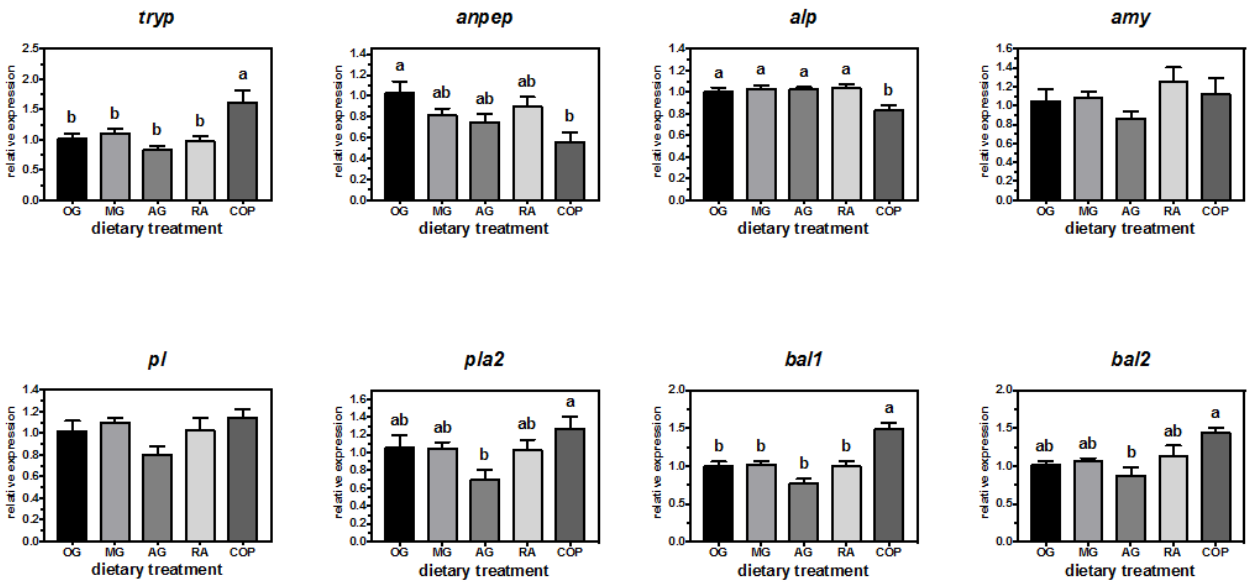 tryp
anpep
alp
amy
relative expression
2.5
2.0
1.5
1.0
0.5
0.0
b
b
b
b
a
OG
MG
AG
RA
COP
dietary treatment
relative expression
1.4
1.2
1.0
0.8
0.6
0.4
0.2
0.0
a
ab
ab
ab
b
OG
MG
AG
RA
COP
dietary treatment
relative expression
1.4
1.2
1.0
0.8
0.6
0.4
0.2
0.0
a
a
a
a
b
OG
MG
AG
RA
COP
dietary treatment
relative expression
1.6
1.4
1.2
1.0
0.8
0.6
0.4
0.2
0.0
OG
MG
AG
RA
COP
dietary treatment
pl
pla2
bal1
bal2
relative expression
1.4
1.2
1.0
0.8
0.6
0.4
0.2
0.0
OG
MG
AG
RA
COP
dietary treatment
relative expression
1.6
1.4
1.2
1.0
0.8
0.6
0.4
0.2
0.0
ab
ab
b
ab
a
OG
MG
AG
RA
COP
dietary treatment
relative expression
2.0
1.5
1.0
0.5
0.0
b
b
b
b
a
OG
MG
AG
RA
COP
dietary treatment
relative expression
2.0
1.5
1.0
0.5
0.0
ab
ab
b
ab
a
OG
MG
AG
RA
COP
dietary treatment